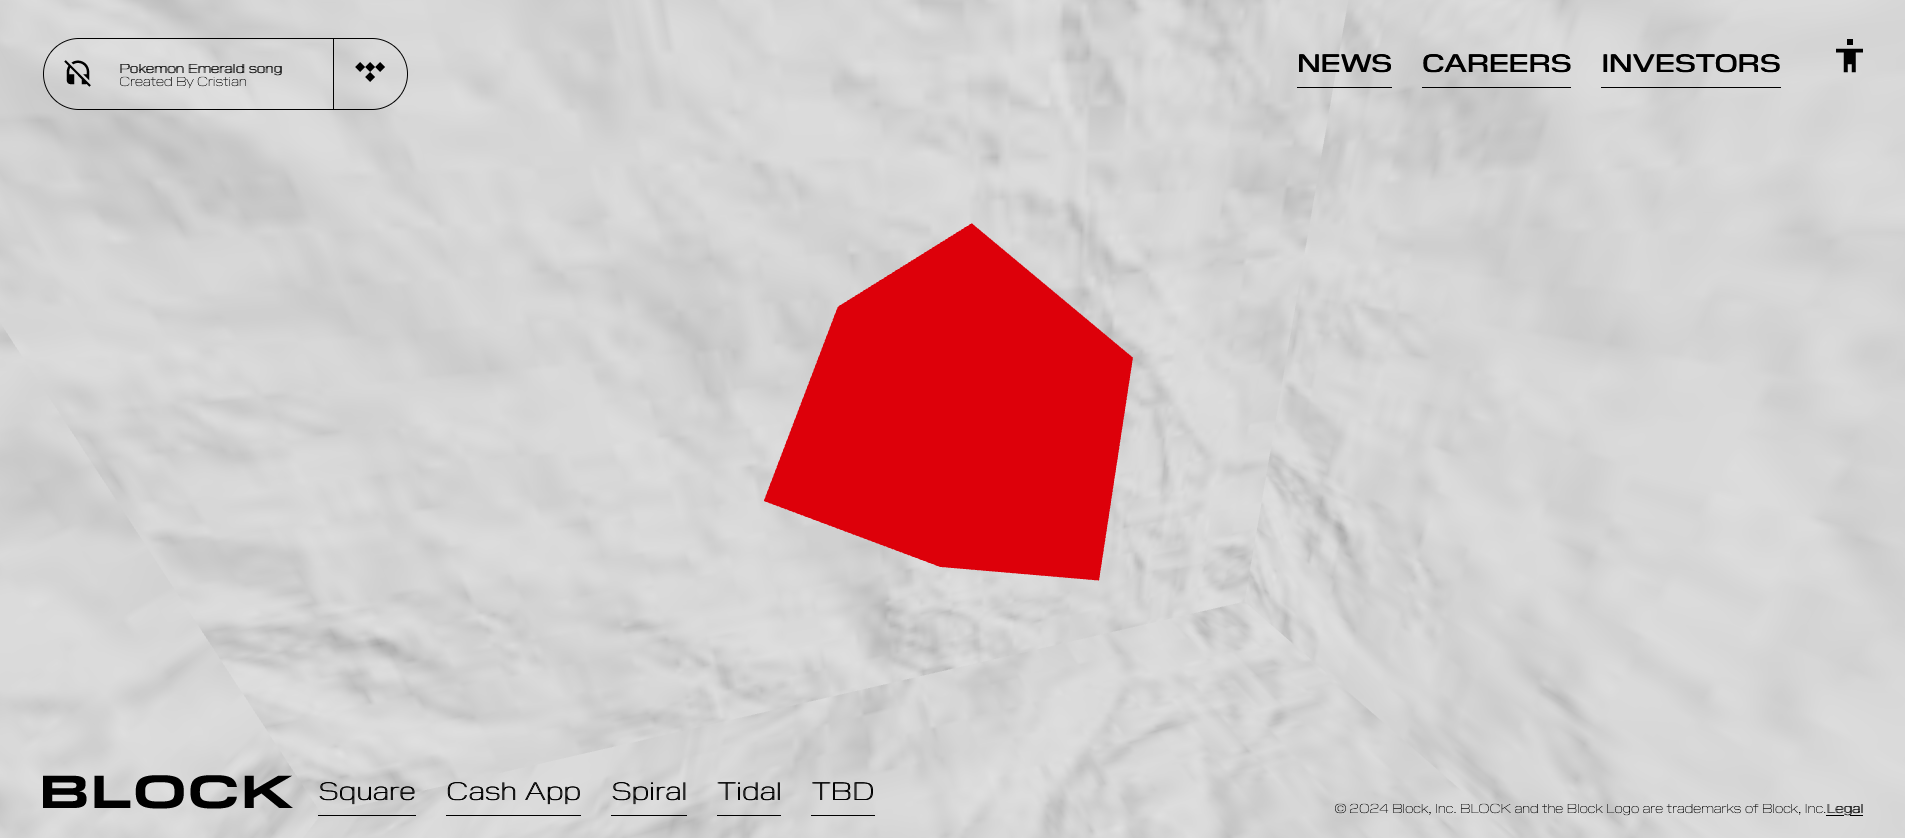 Pokemon Emerald song
Created By Cristian
NEWS CAREERS INVESTORS
BLOCK Square Cash App Spiral Tidal TBD
© 2024 Block, Inc. BLOCK and the Block Logo are trademarks of Block, Inc.Legal